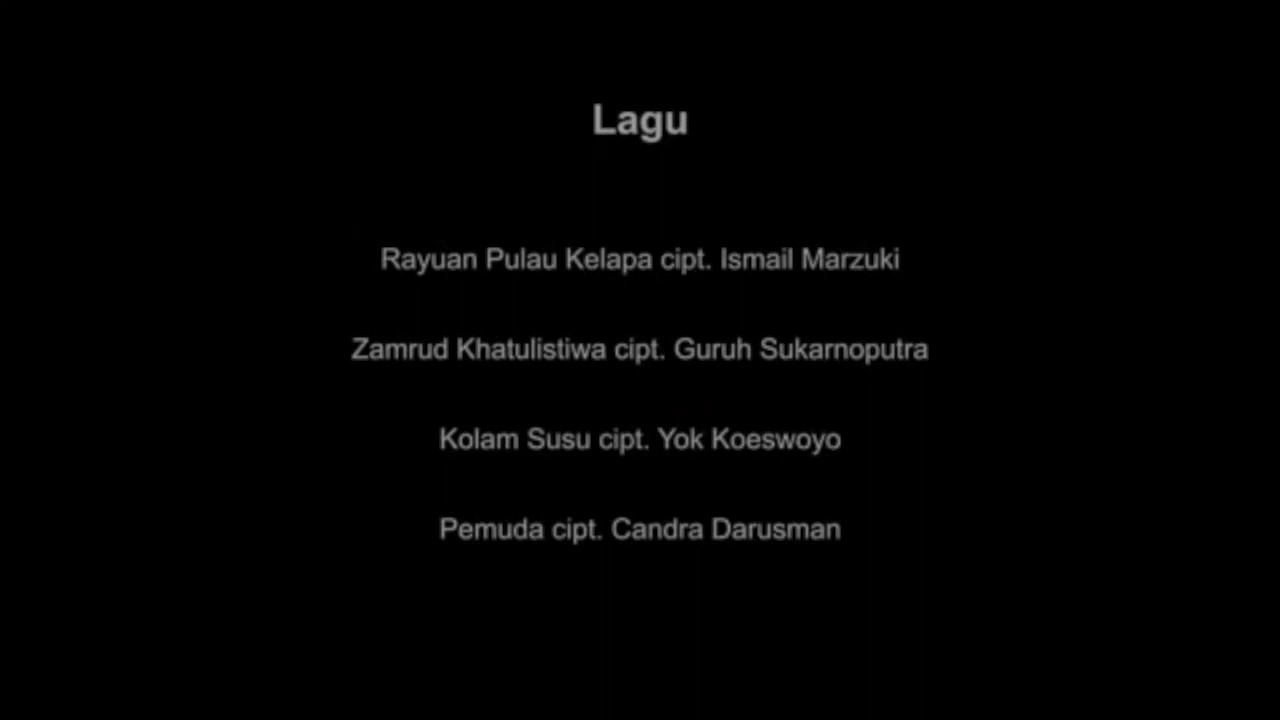 Lagu
Rayuan Pulau Kelapa cipt. Ismail Marzuki
Zamrud Khatulistiwa cipt. Guruh Sukarnoputra
Kolam Susu cipt. Yok Koeswoyo
Pemuda cipt. Candra Darusman